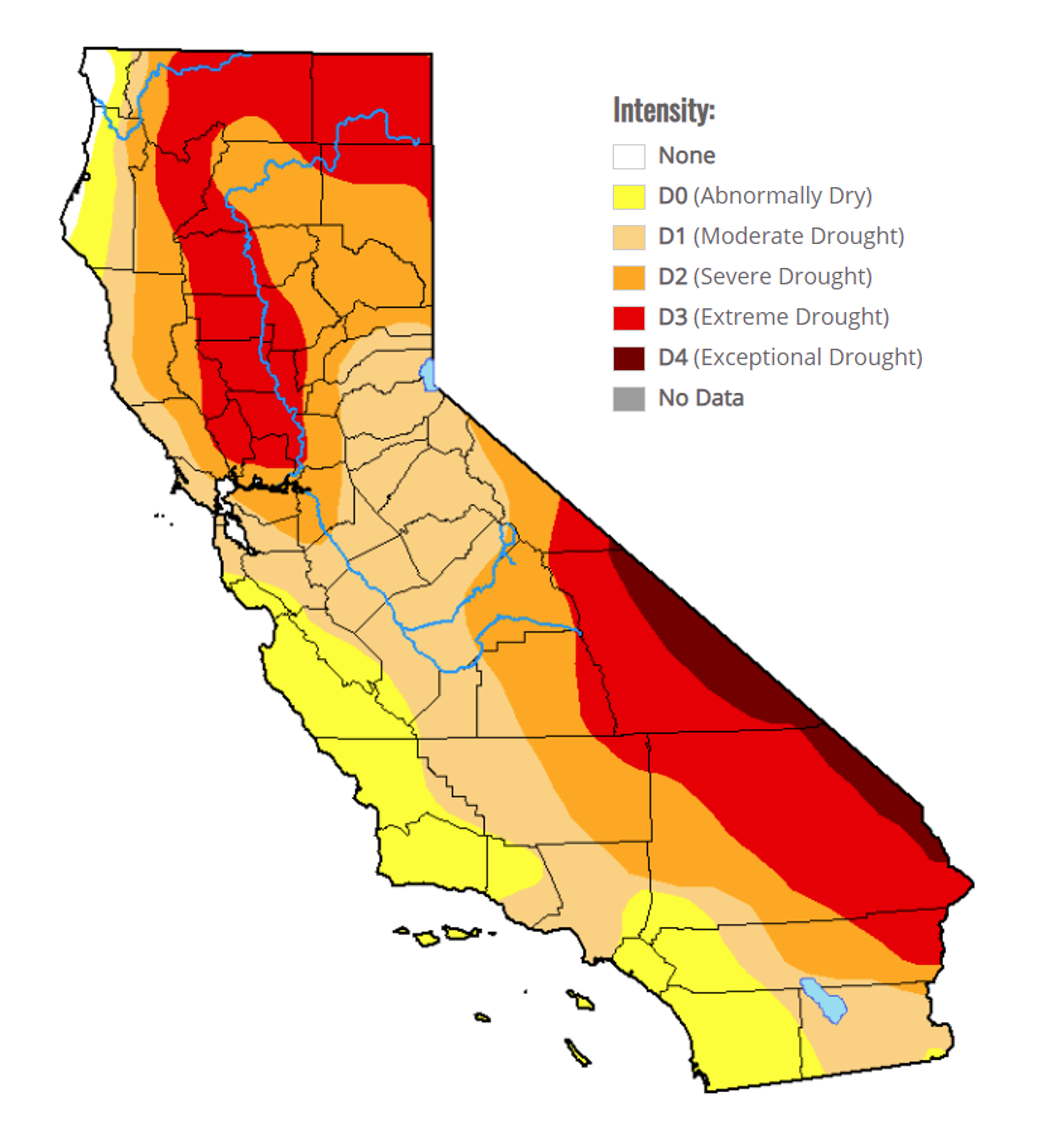 Intensity:
None
D0 (Abnormally Dry)
D1 (Moderate Drought)
D2 (Severe Drought)
D3 (Extreme Drought)
D4 (Exceptional Drought)
No Data